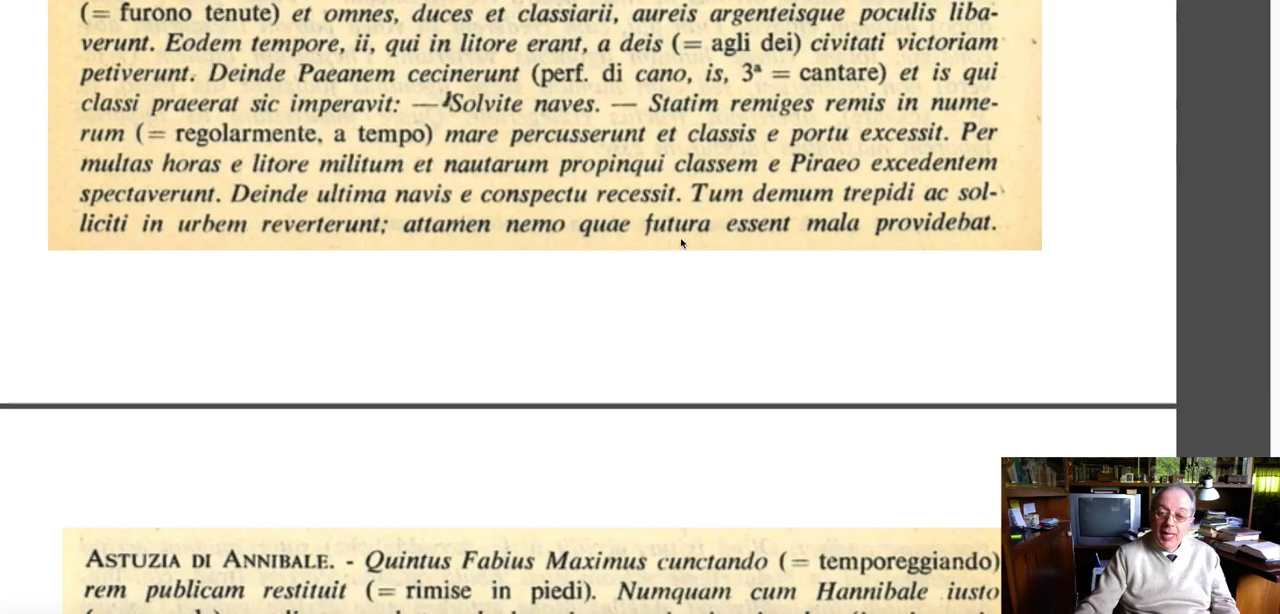 (= furono tenute) et omnes, duces et classiarii, aureis argenteisque poculis liba-
verunt. Eodem tempore, ii, qui in litore erant, a deis (= agli dei) civitati victoriam
petiverunt. Deinde Paeanem cecinerunt (perf. di cano, is, 3ª = cantare) et is qui
classi praeerat sic imperavit: — Solvite naves. — Statim remiges remis in nume-
rum (= regolarmente, a tempo) mare percusserunt et classis e portu excessit. Per
multas horas e litore militum et nautarum propinqui classem e Piraeo excedentem
spectaverunt. Deinde ultima navis e conspectu recessit. Tum demum trepidi ac sol-
liciti in urbem reverterunt; attamen nemo quae futura essent mala providebat.
ASTUZIA DI ANNIBALE. - Quintus Fabius Maximus cunctando (= temporeggiando)
rem publicam restituit (= rimise in piedi). Numquam cum Hannibale iusto